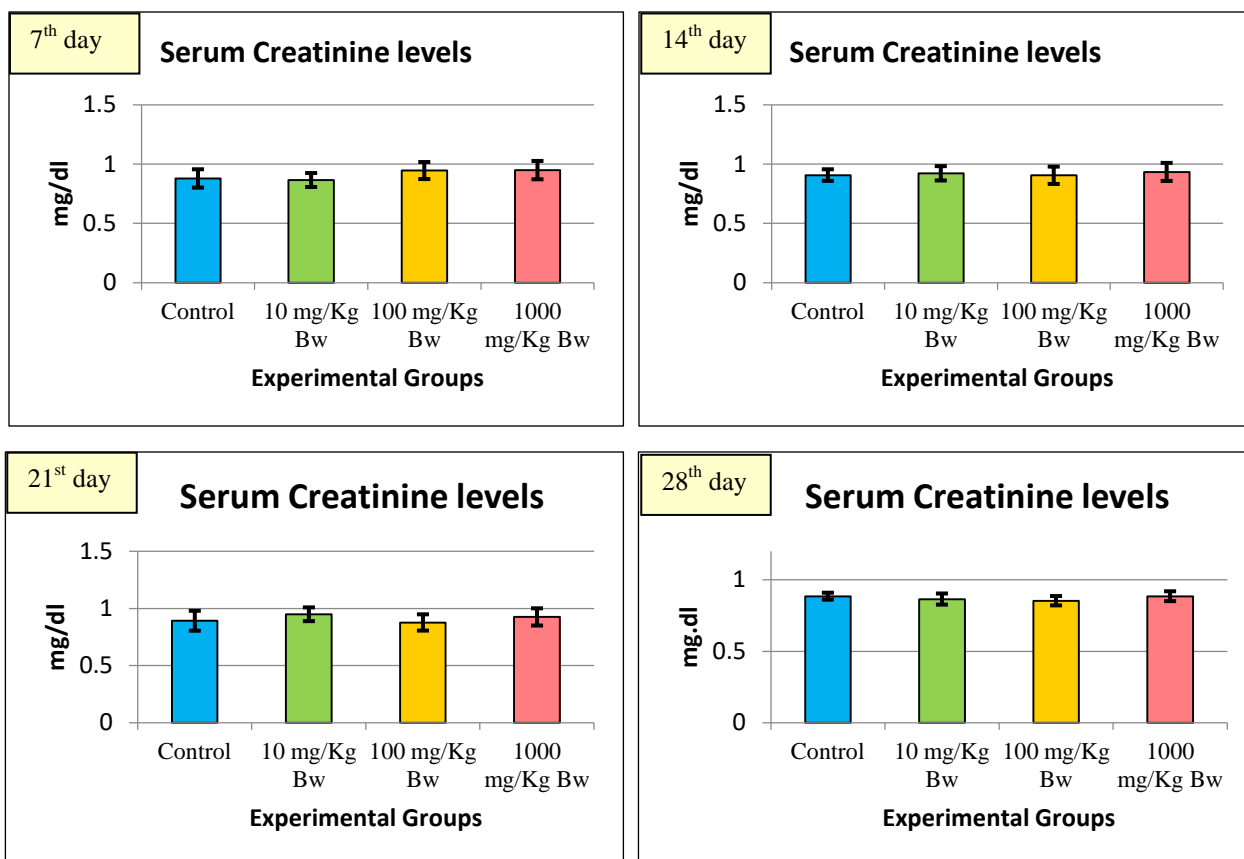 7th day
Serum Creatinine levels
1.5
1
0.5
0
mg/dl
Control
10 mg/Kg Bw
100 mg/Kg Bw
1000 mg/Kg Bw
Experimental Groups
14th day
Serum Creatinine levels
1.5
1
0.5
0
mg/dl
Control
10 mg/Kg Bw
100 mg/Kg Bw
1000 mg/Kg Bw
Experimental Groups
21st day
Serum Creatinine levels
1.5
1
0.5
0
mg/dl
Control
10 mg/Kg Bw
100 mg/Kg Bw
1000 mg/Kg Bw
Experimental Groups
28th day
Serum Creatinine levels
1
0.5
0
mg.dl
Control
10 mg/Kg Bw
100 mg/Kg Bw
1000 mg/Kg Bw
Experimental Groups